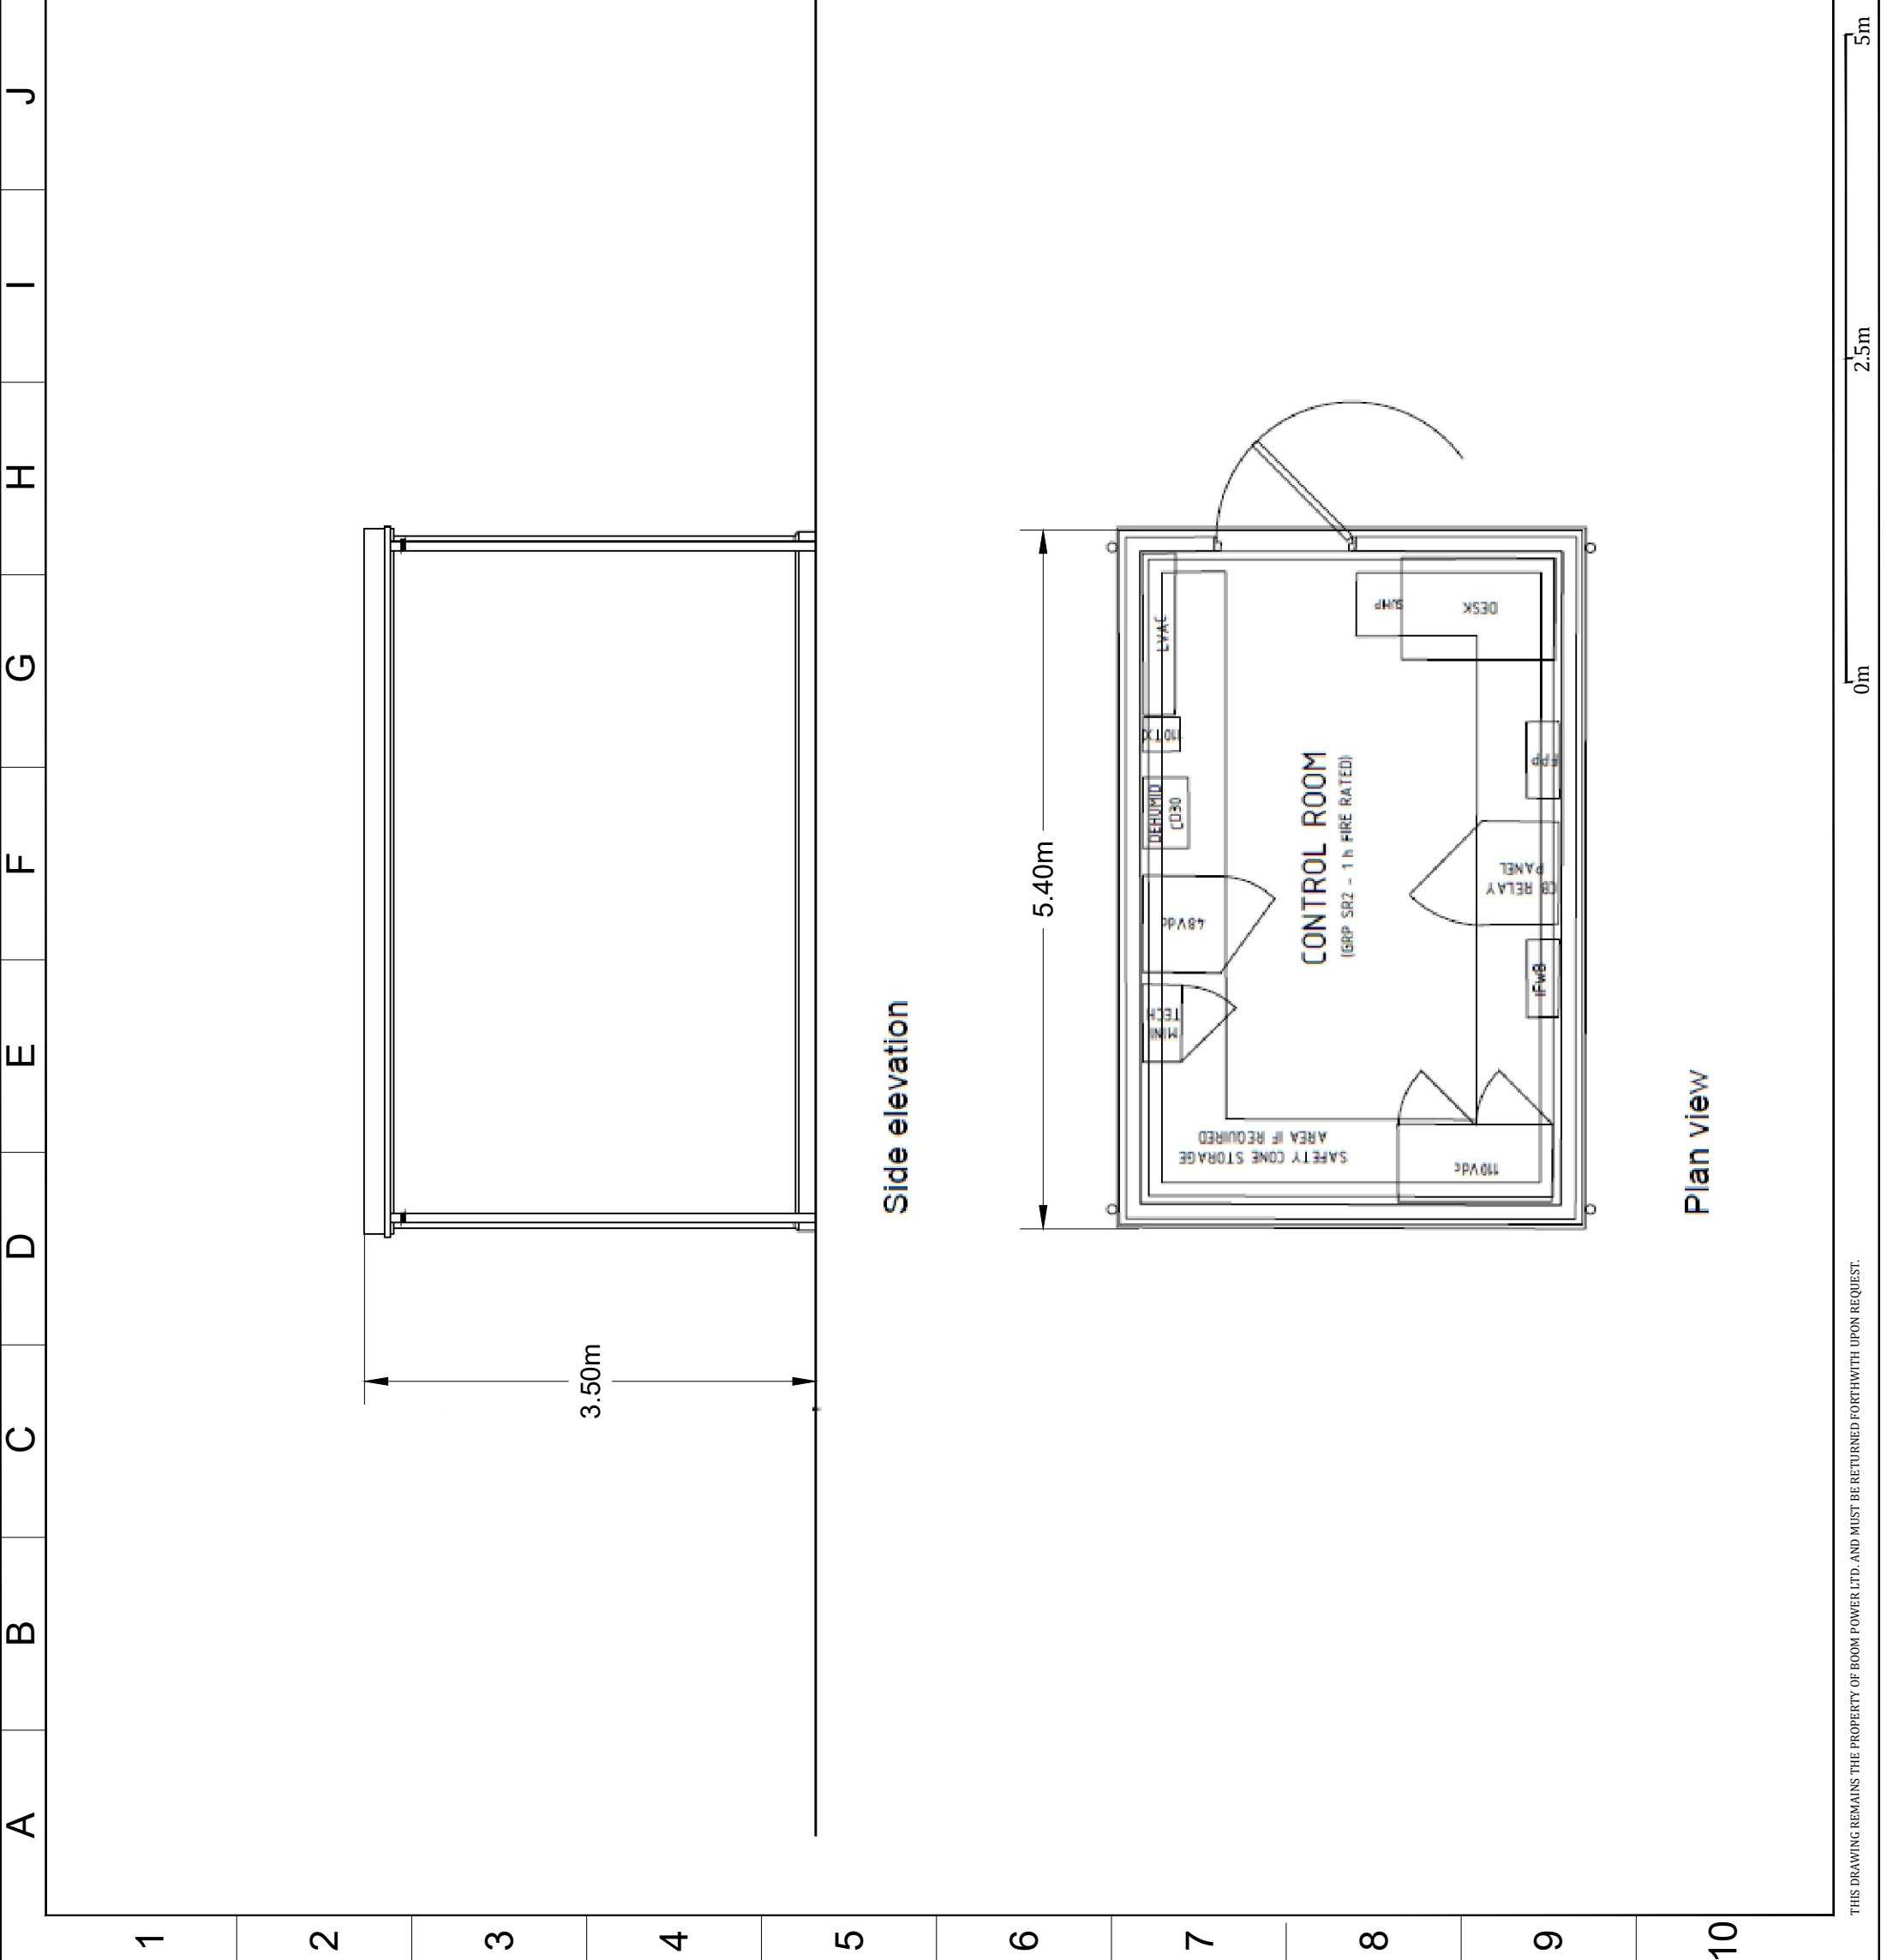 1
2
3
4
5
6
7
8
9
10
A
B
C
D
E
F
G
H
I
J
3.50m
Side elevation
5.40m
MINI
TECH
48Vdc
DEHUMID
CD30
110 TX
LVAC
SAFETY CONE STORAGE
AREA IF REQUIRED
CONTROL ROOM
(GRP SR2 - 1 h FIRE RATED)
SUMP
DESK
110Vdc
IFwB
CB RELAY
PANEL
Plan view
0m
2.5m
5m
THIS DRAWING REMAINS THE PROPERTY OF BOOM POWER LTD. AND MUST BE RETURNED FORTHWITH UPON REQUEST.